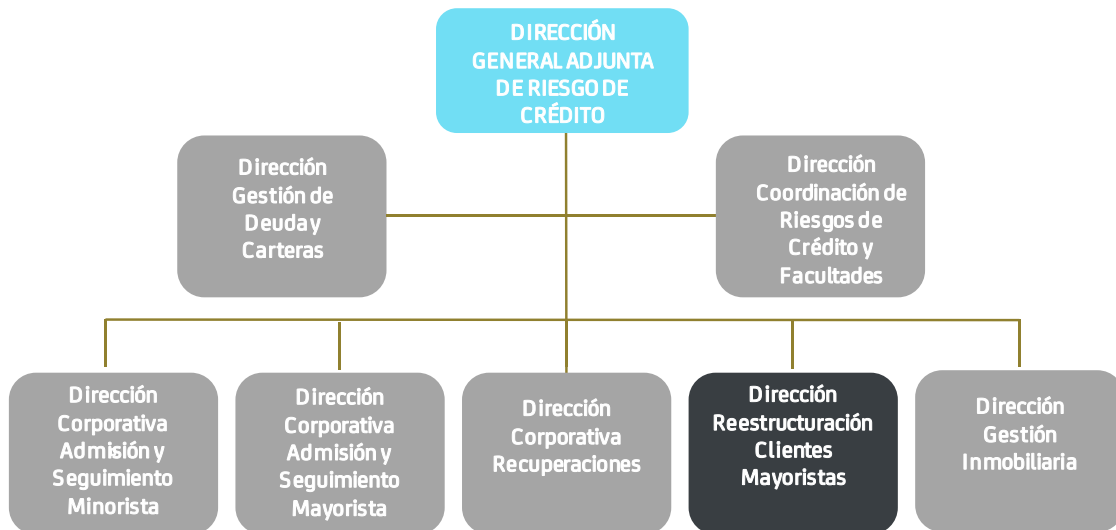 DIRECCIÓN
GENERAL ADJUNTA
DE RIESGO DE
CRÉDITO
Dirección
Gestión de
Deuda y
Carteras
Dirección
Coordinación de
Riesgos de
Crédito y
Facultades
Dirección
Corporativa
Admisión y
Seguimiento
Minorista
Dirección
Corporativa
Admisión y
Seguimiento
Mayorista
Dirección
Corporativa
Recuperaciones
Dirección
Reestructuración
Clientes
Mayoristas
Dirección
Gestión
Inmobiliaria